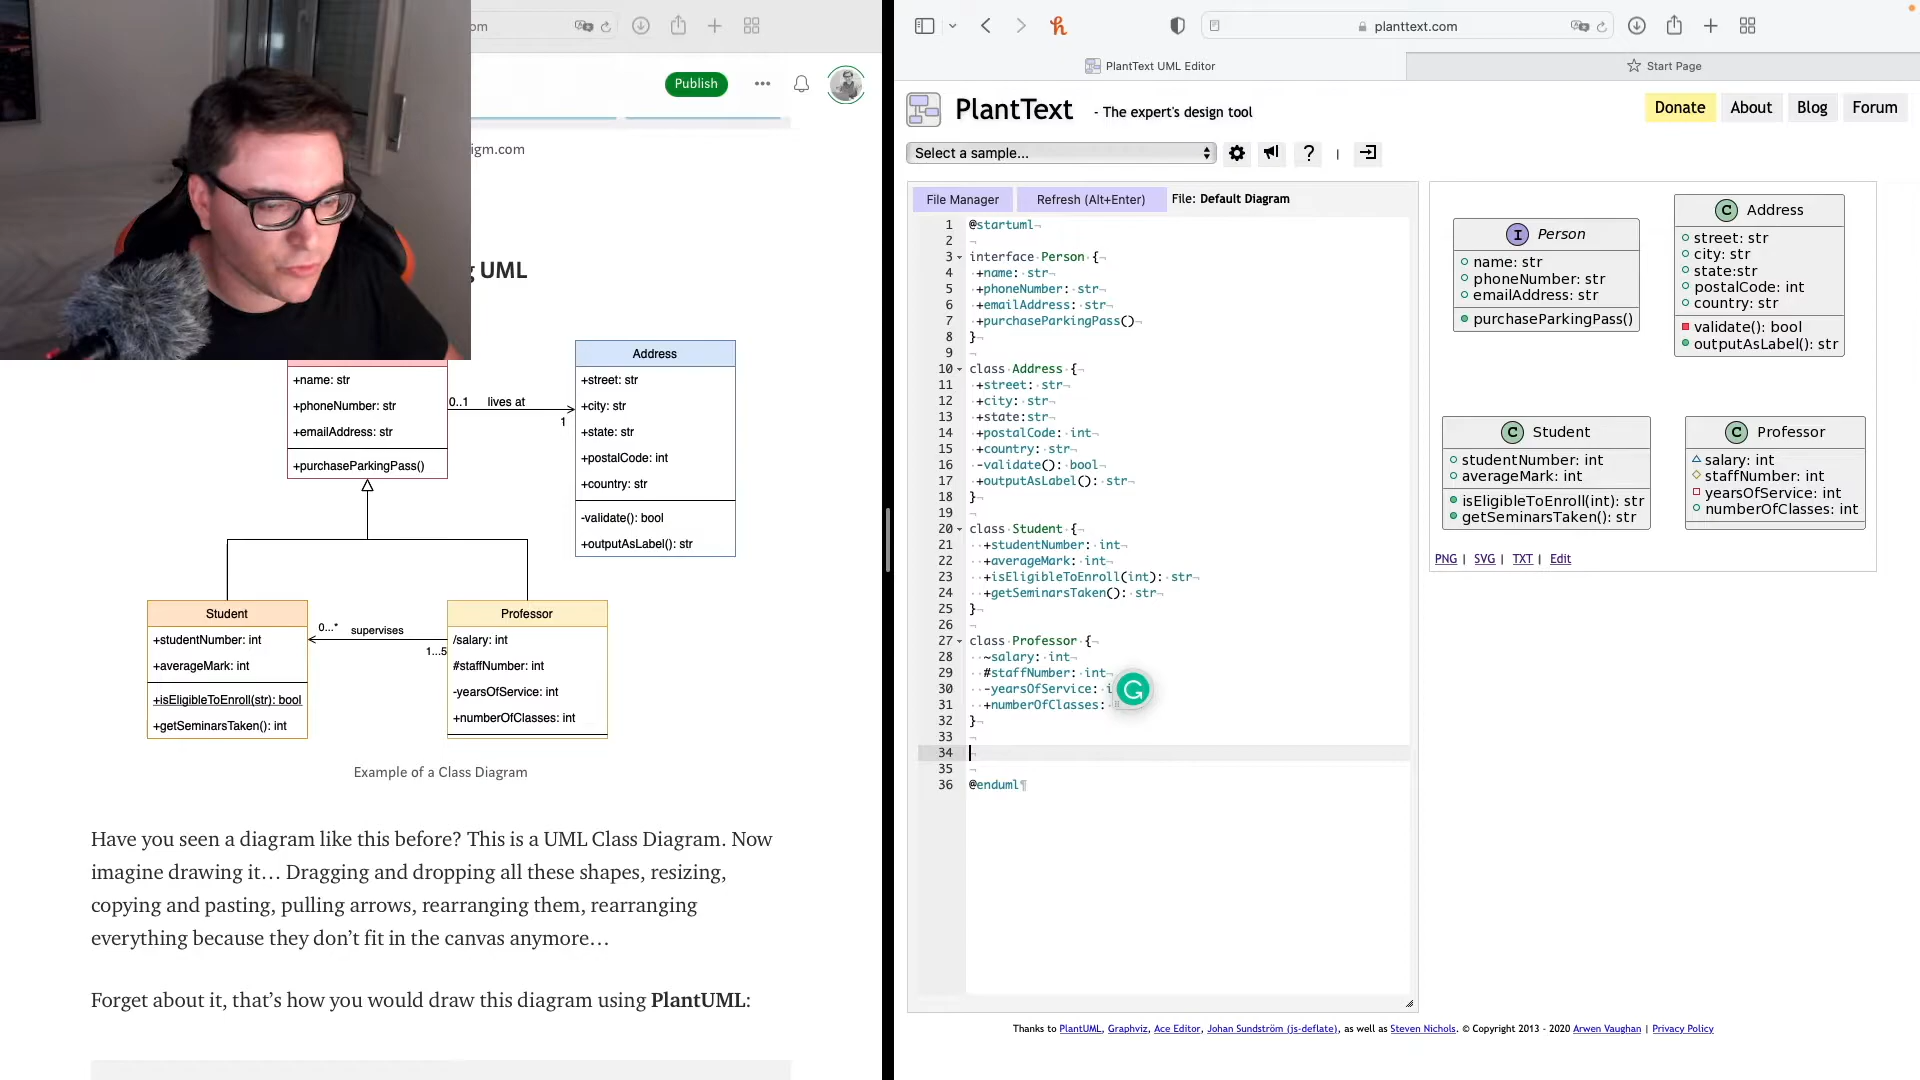 om
Publish
igm.com
g UML
+name: str
+phoneNumber: str
+emailAddress: str
+purchaseParkingPass()
0..1 lives at
1
Address
+street: str
+city: str
+state: str
+postalCode: int
+country: str
-validate(): bool
+outputAsLabel(): str
Student
+studentNumber: int
+averageMark: int
+isEligibleToEnroll(str): bool
+getSeminarsTaken(): int
0...* supervises
1...5
Professor
/salary: int
#staffNumber: int
-yearsOfService: int
+numberOfClasses: int
Example of a Class Diagram
Have you seen a diagram like this before? This is a UML Class Diagram. Now
imagine drawing it… Dragging and dropping all these shapes, resizing,
copying and pasting, pulling arrows, rearranging them, rearranging
everything because they don’t fit in the canvas anymore…
Forget about it, that’s how you would draw this diagram using PlantUML:
planttext.com
PlantText UML Editor
Start Page
PlantText - The expert's design tool
Donate About Blog Forum
Select a sample...
? |
File Manager Refresh (Alt+Enter) File: Default Diagram
1 @startuml
2
3 interface Person {
4 +name: str
5 +phoneNumber: str
6 +emailAddress: str
7 +purchaseParkingPass()
8 }
9
10 class Address {
11 +street: str
12 +city: str
13 +state:str
14 +postalCode: int
15 +country: str
16 -validate(): bool
17 +outputAsLabel(): str
18 }
19
20 class Student {
21 +studentNumber: int
22 +averageMark: int
23 +isEligibleToEnroll(int): str
24 +getSeminarsTaken(): str
25 }
26
27 class Professor {
28 ~salary: int
29 #staffNumber: int
30 -yearsOfService: i
31 +numberOfClasses:
32 }
33
34
35
36 @enduml
I Person
name: str
phoneNumber: str
emailAddress: str
purchaseParkingPass()
C Address
street: str
city: str
state:str
postalCode: int
country: str
validate(): bool
outputAsLabel(): str
C Student
studentNumber: int
averageMark: int
isEligibleToEnroll(int): str
getSeminarsTaken(): str
C Professor
salary: int
staffNumber: int
yearsOfService: int
numberOfClasses: int
PNG | SVG | TXT | Edit
Thanks to PlantUML, Graphviz, Ace Editor, Johan Sundström (js-deflate), as well as Steven Nichols. © Copyright 2013 - 2020 Arwen Vaughan | Privacy Policy